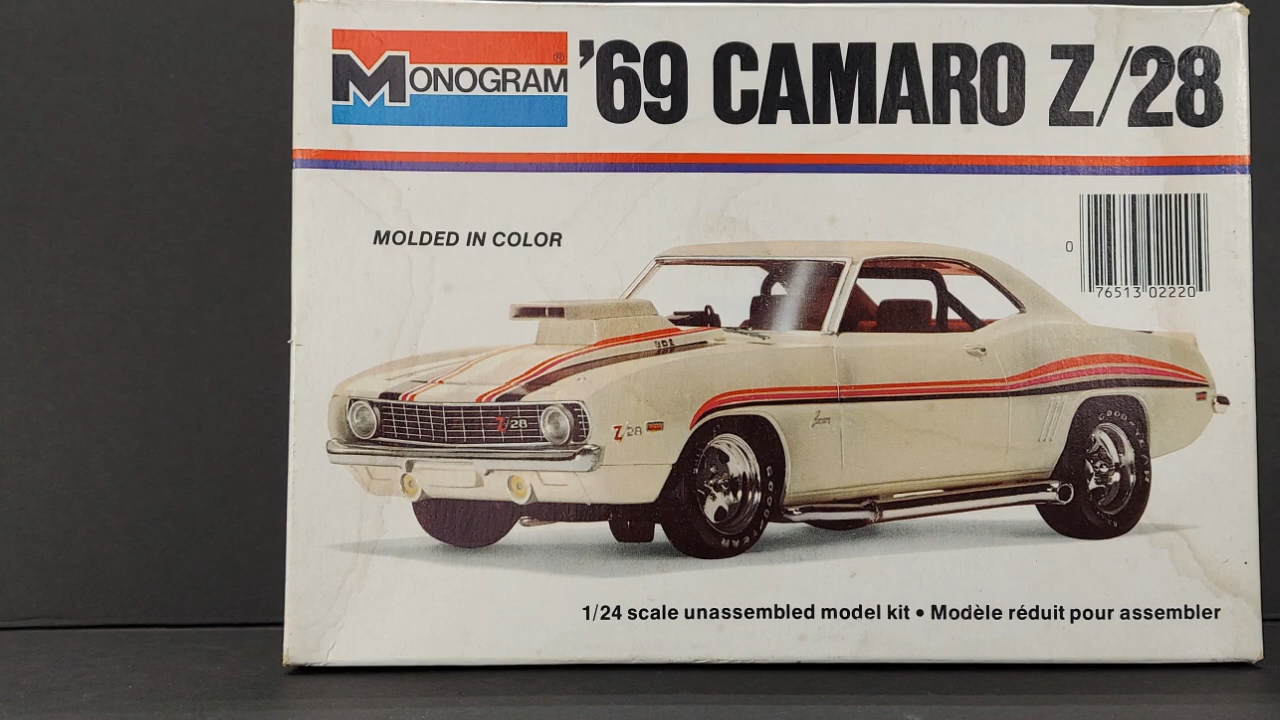 MONOGRAM®
'69 CAMARO Z/28
MOLDED IN COLOR
0
76513 02220
Z/28
Z/28
GOODYEAR
1/24 scale unassembled model kit • Modèle réduit pour assembler